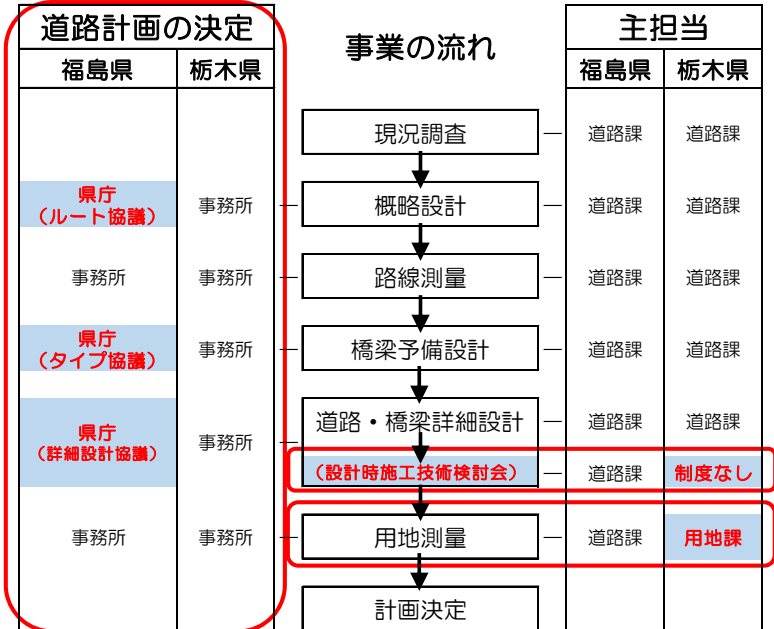 道路計画の決定
事業の流れ
主担当
福島県 栃木県
福島県 栃木県
現況調査 道路課 道路課
県庁
（ルート協議） 事務所 概略設計 道路課 道路課
事務所 事務所 路線測量 道路課 道路課
県庁
（タイプ協議） 事務所 橋梁予備設計 道路課 道路課
道路・橋梁詳細設計 道路課 道路課
県庁
（詳細設計協議） 事務所
（設計時施工技術検討会） 道路課 制度なし
事務所 事務所 用地測量 道路課 用地課
計画決定